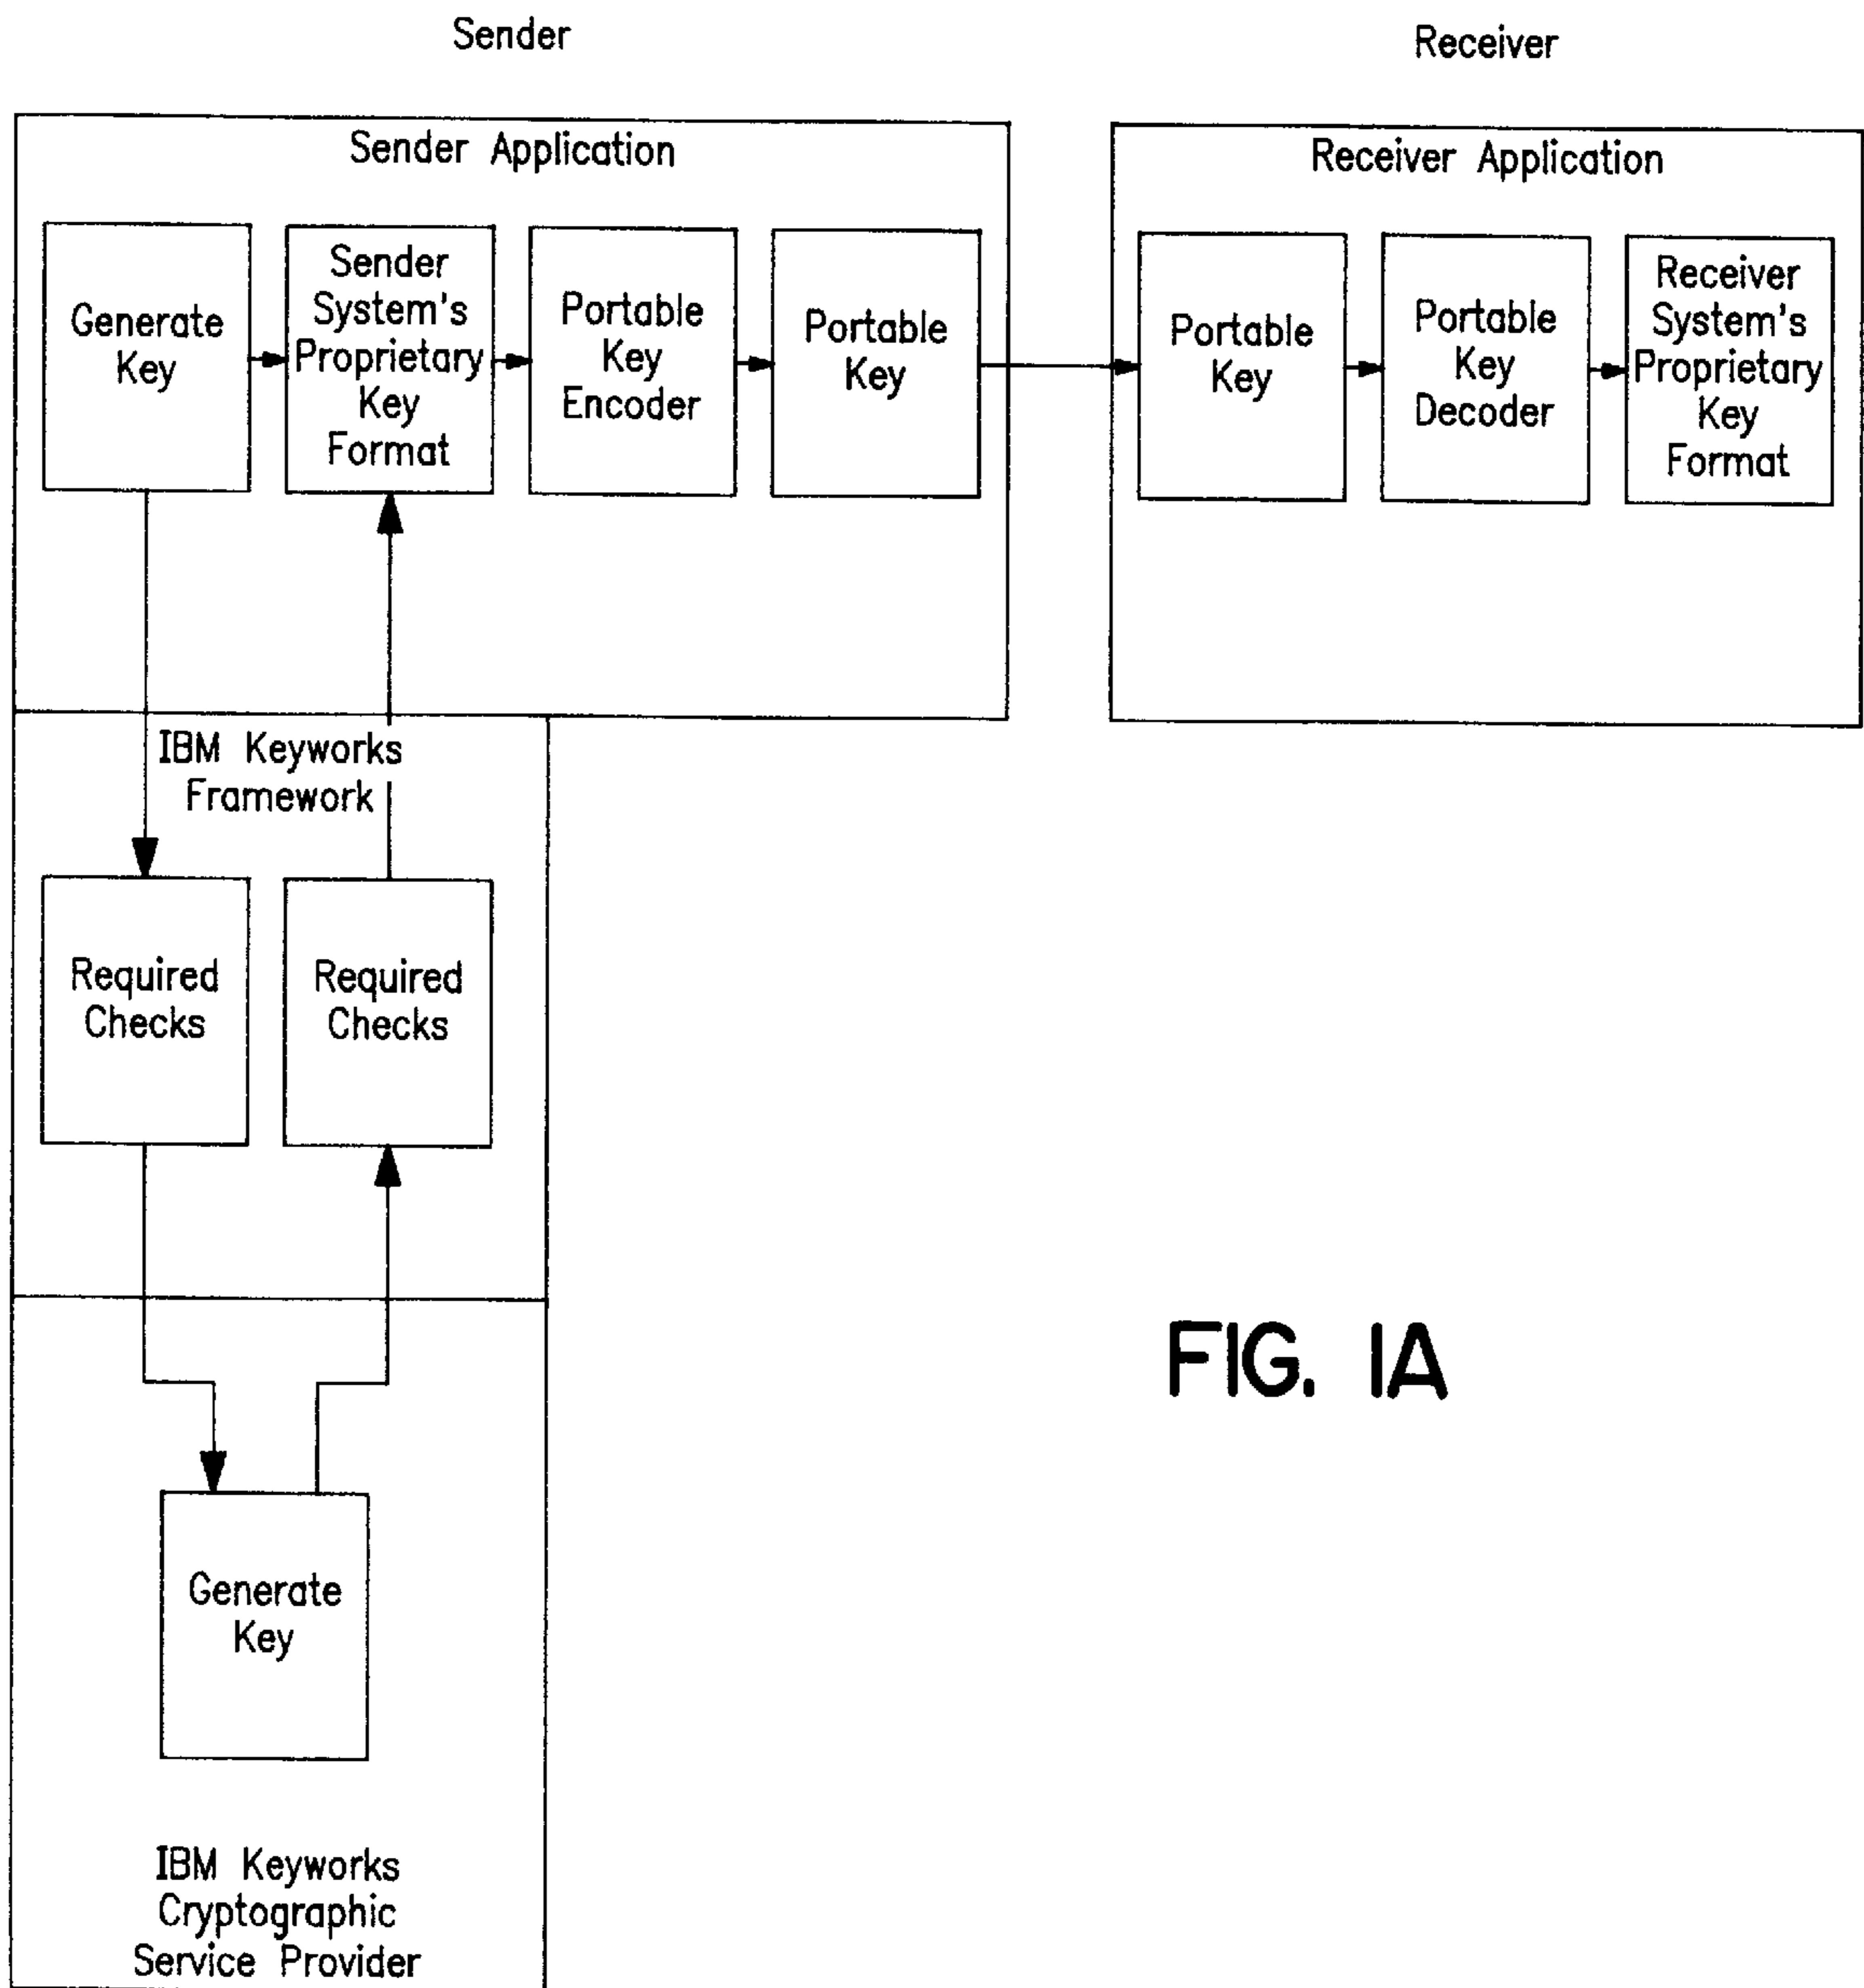 Sender
Receiver
Sender Application
Receiver Application
Generate
Key
Sender
System's
Proprietary
Key
Format
Portable
Key
Encoder
Portable
Key
Portable
Key
Portable
Key
Decoder
Receiver
System's
Proprietary
Key
Format
IBM Keyworks
Framework
Required
Checks
Required
Checks
Generate
Key
IBM Keyworks
Cryptographic
Service Provider
FIG. 1A